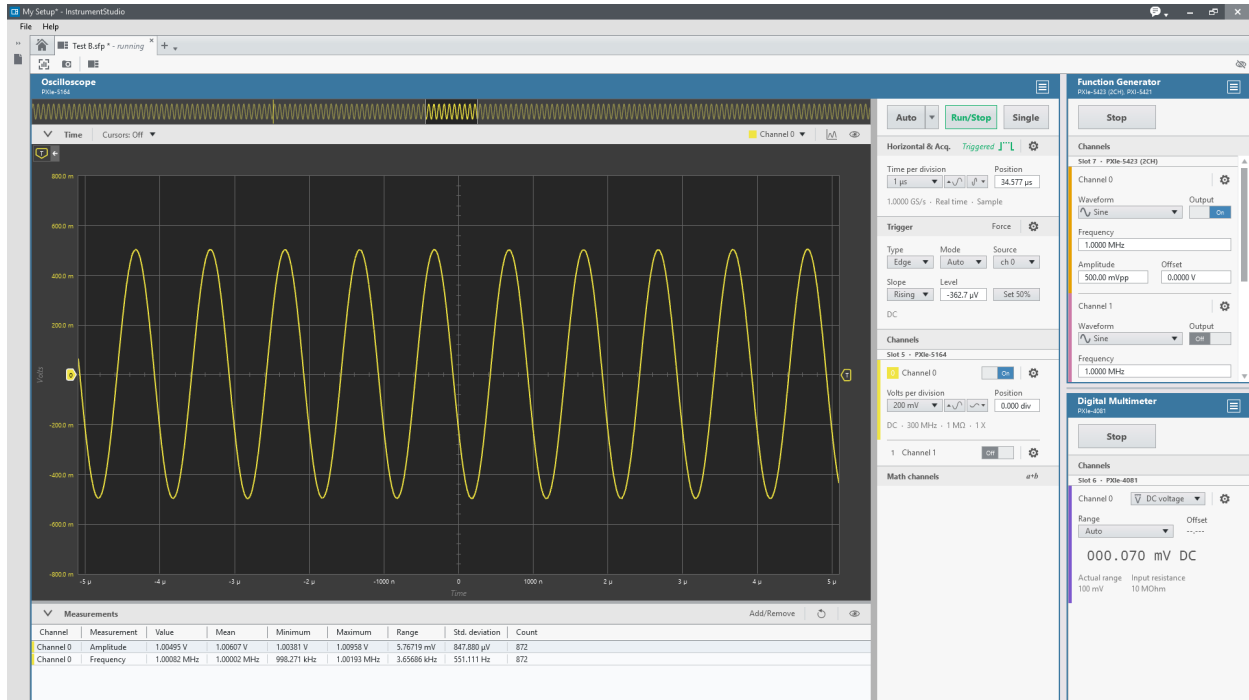 My Setup* - InstrumentStudio
File Help
Test B.sfp * - running
Oscilloscope
PXIe-5164
Time Cursors: Off
Channel 0
T
800.0 m
600.0 m
400.0 m
200.0 m
Volts
0
T
-200.0 m
-400.0 m
-600.0 m
-800.0 m
-5 µ -4 µ -3 µ -2 µ -1000 n 0 1000 n 2 µ 3 µ 4 µ 5 µ
Time
Measurements Add/Remove
Channel Measurement Value Mean Minimum Maximum Range Std. deviation Count
Channel 0 Amplitude 1.00495 V 1.00607 V 1.00381 V 1.00958 V 5.76719 mV 847.880 µV 872
Channel 0 Frequency 1.00082 MHz 1.00002 MHz 998.271 kHz 1.00193 MHz 3.65686 kHz 551.111 Hz 872
Auto Run/Stop Single
Horizontal & Acq. Triggered
Time per division Position
1 µs 34.577 µs
1.0000 GS/s - Real time - Sample
Trigger Force
Type Mode Source
Edge Auto ch 0
Slope Level
Rising -362.7 µV Set 50%
DC
Channels
Slot 5 - PXIe-5164
0 Channel 0 On
Volts per division Position
200 mV 0.000 div
DC - 300 MHz - 1 MΩ - 1 X
1 Channel 1 Off
Math channels a+b
Function Generator
PXIe-5423 (2CH), PXI-5421
Stop
Channels
Slot 7 - PXIe-5423 (2CH)
Channel 0
Waveform Output
Sine On
Frequency
1.0000 MHz
Amplitude Offset
500.00 mVpp 0.0000 V
Channel 1
Waveform Output
Sine Off
Frequency
1.0000 MHz
Digital Multimeter
PXIe-4081
Stop
Channels
Slot 6 - PXIe-4081
Channel 0 DC voltage
Range Offset
Auto --.---
000.070 mV DC
Actual range Input resistance
100 mV 10 MOhm